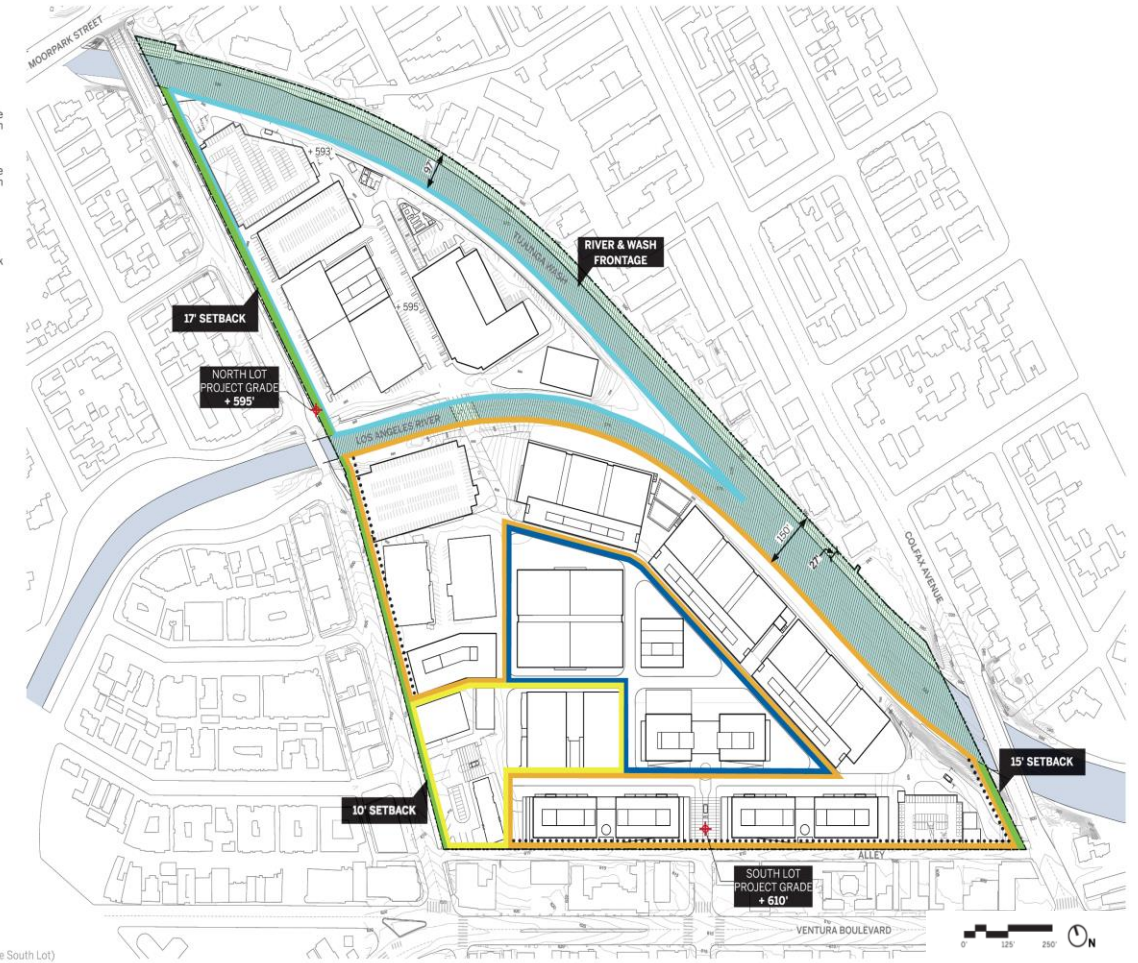 MOORPARK STREET
+ 593'
97'
TUJUNGA WASH
RIVER & WASH
FRONTAGE
+ 595'
17' SETBACK
NORTH LOT
PROJECT GRADE
+ 595'
LOS ANGELES RIVER
150'
27'
COLFAX AVENUE
15' SETBACK
10' SETBACK
ALLEY
SOUTH LOT
PROJECT GRADE
+ 610'
VENTURA BOULEVARD
0'
125'
250'
N
e South Lot)